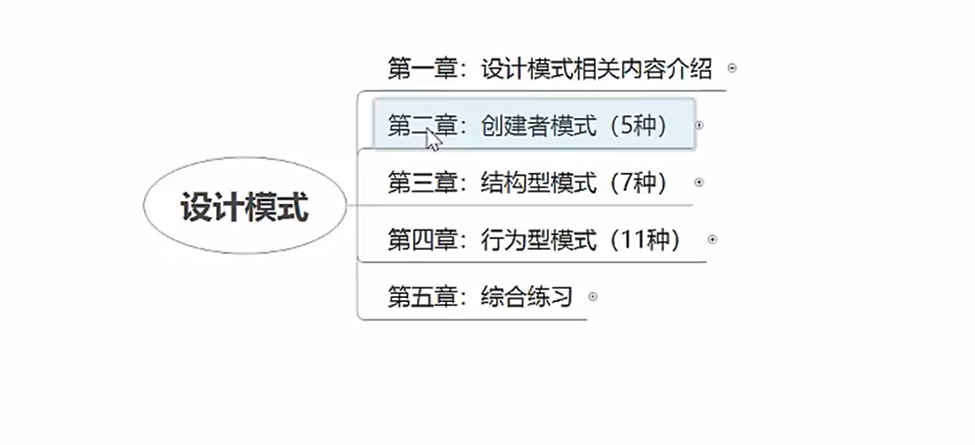 第一章：设计模式相关内容介绍
第二章：创建者模式（5种）
设计模式
第三章：结构型模式（7种）
第四章：行为型模式（11种）
第五章：综合练习